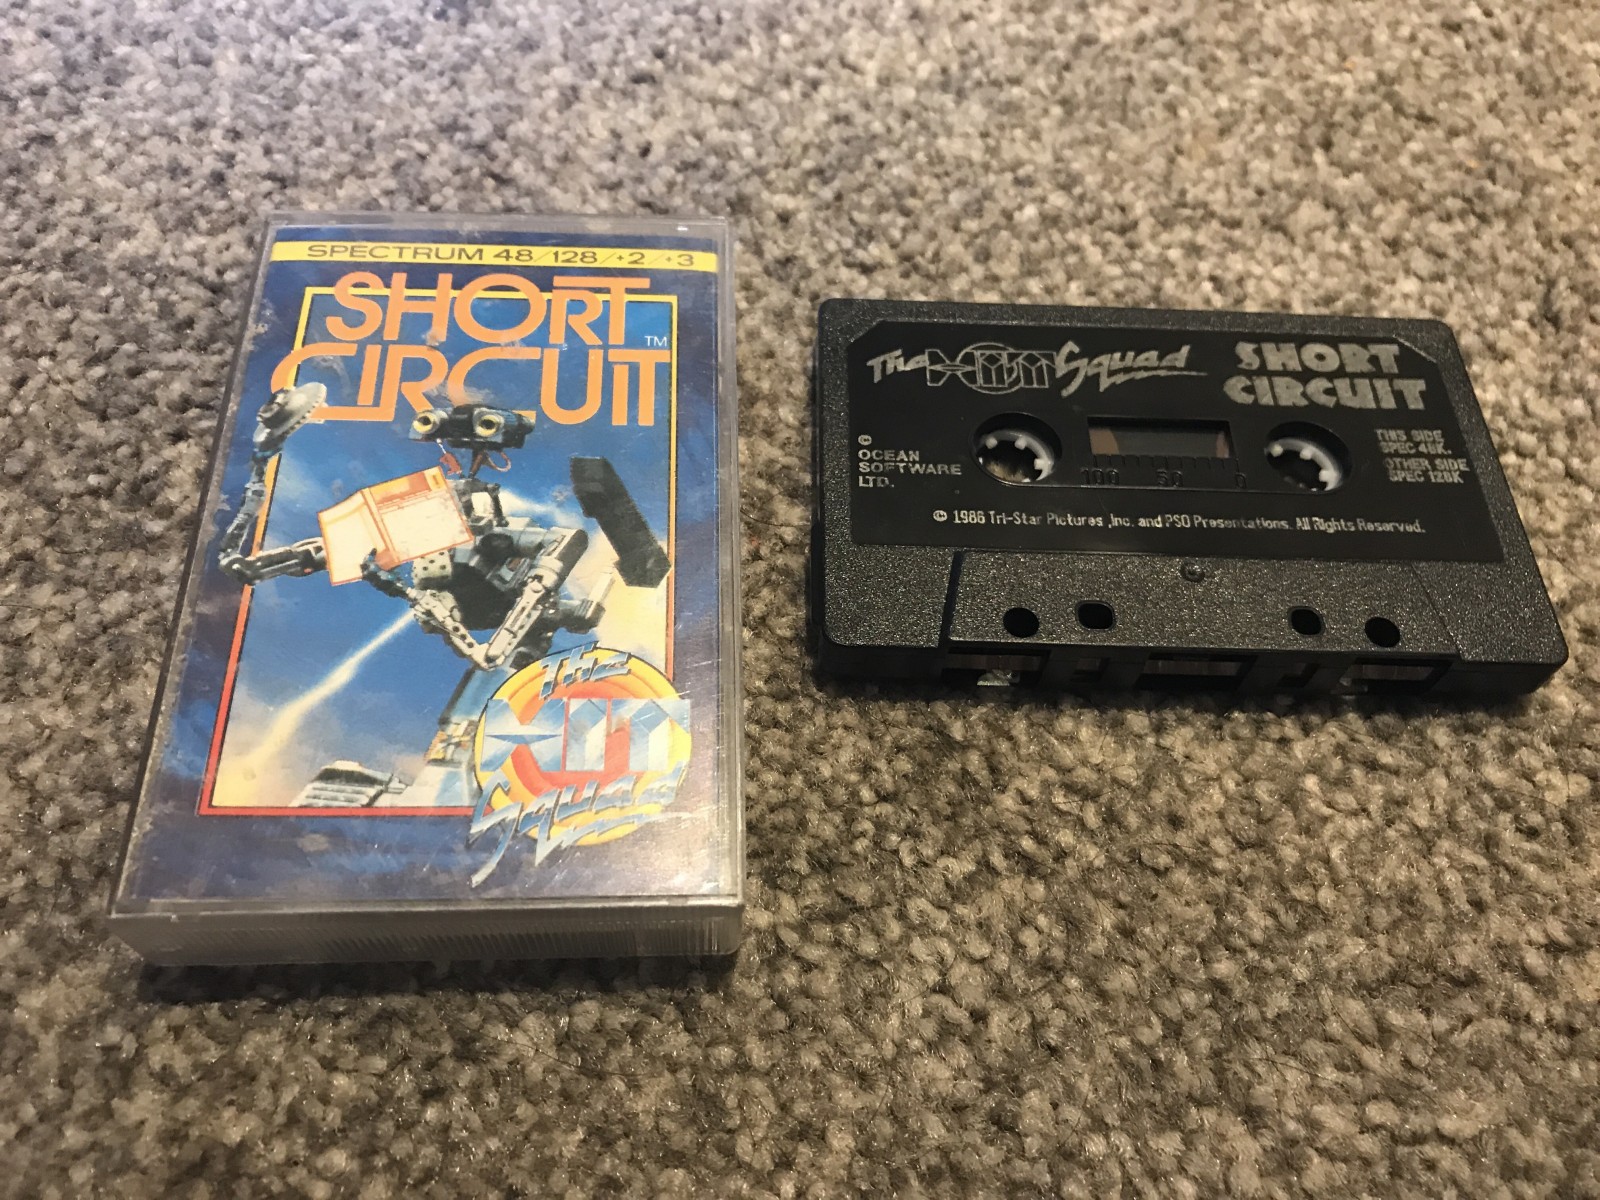 SPECTRUM 48/128/+2/+3
SHORT
CIRCUIT
TM
THE
HIT
Squad
The HIT Squad
SHORT
CIRCUIT
©
OCEAN
SOFTWARE
LTD.
100 50 0
THIS SIDE
SPEC 48K.
OTHER SIDE
SPEC 128K
© 1986 Tri-Star Pictures ,Inc. and PSO Presentations. All Rights Reserved.